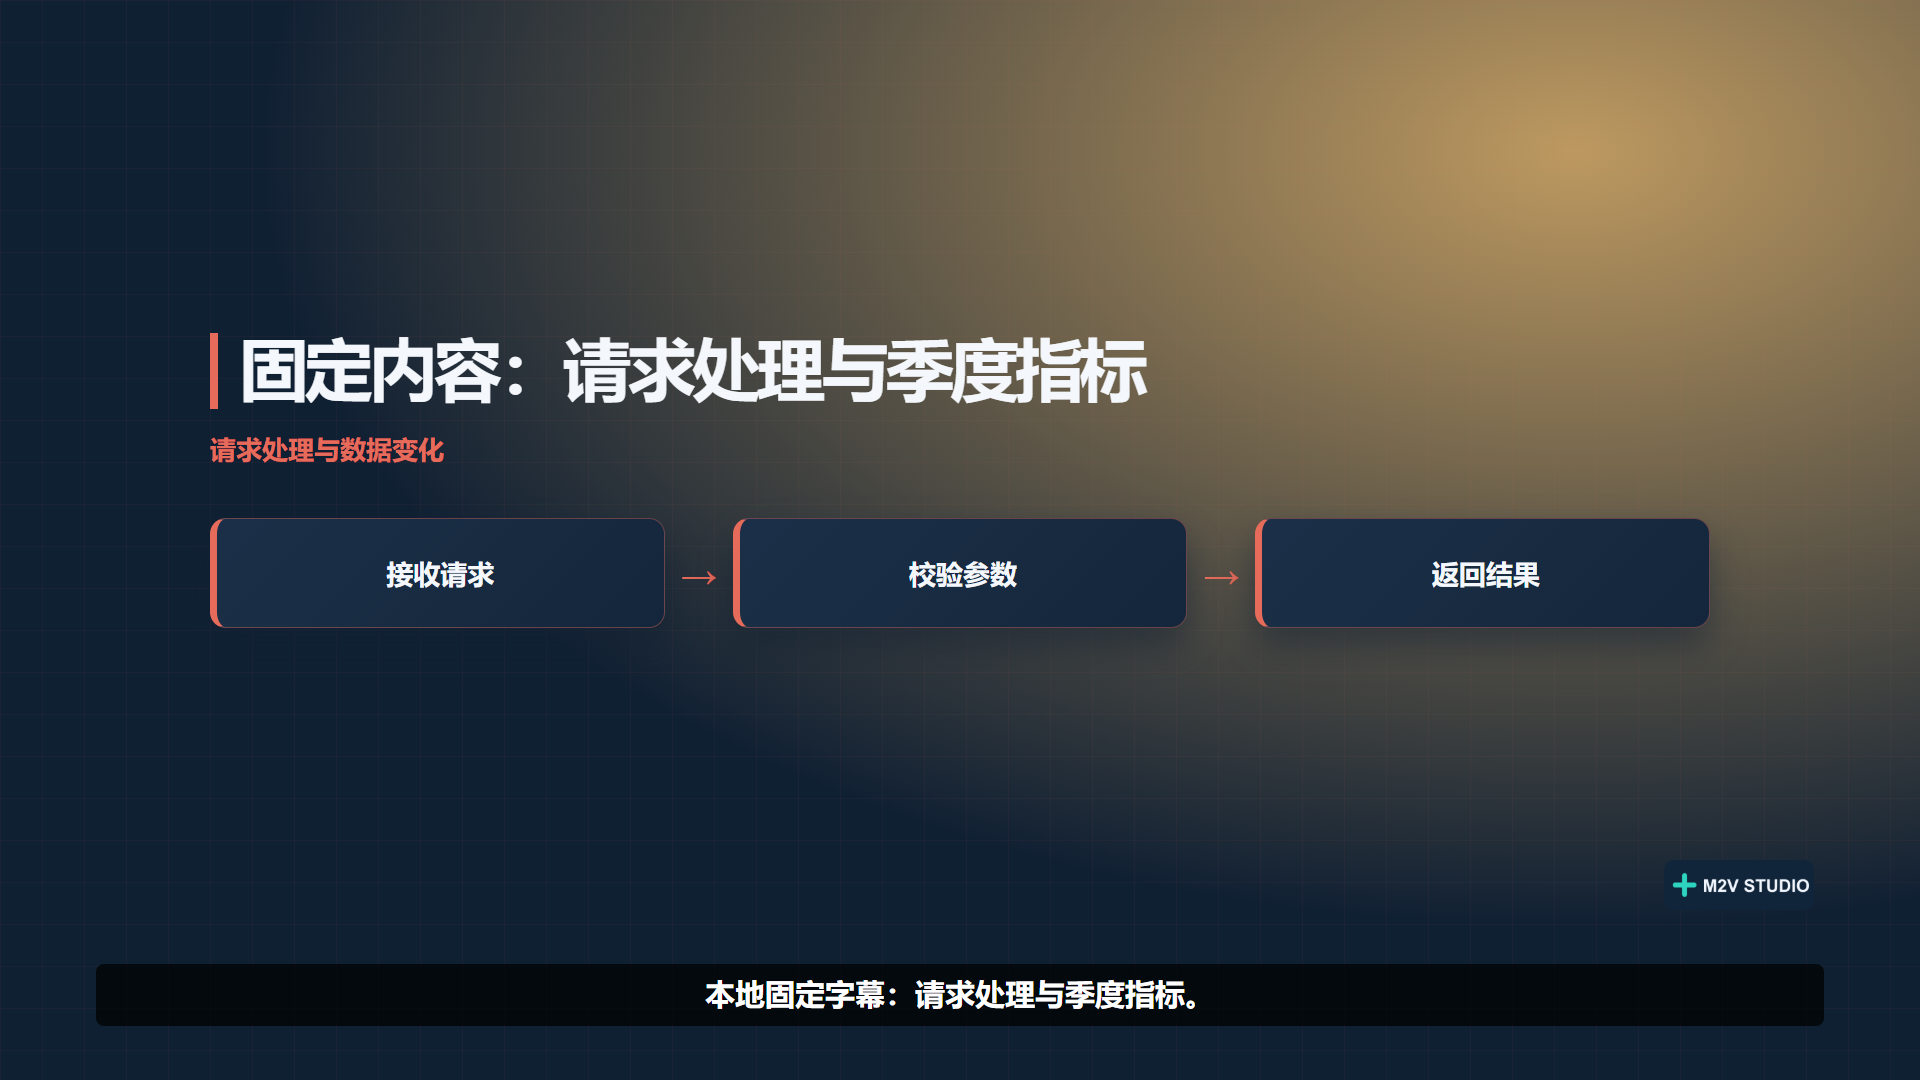 固定内容：请求处理与季度指标
请求处理与数据变化
接收请求 → 校验参数 → 返回结果
M2V STUDIO
本地固定字幕：请求处理与季度指标。